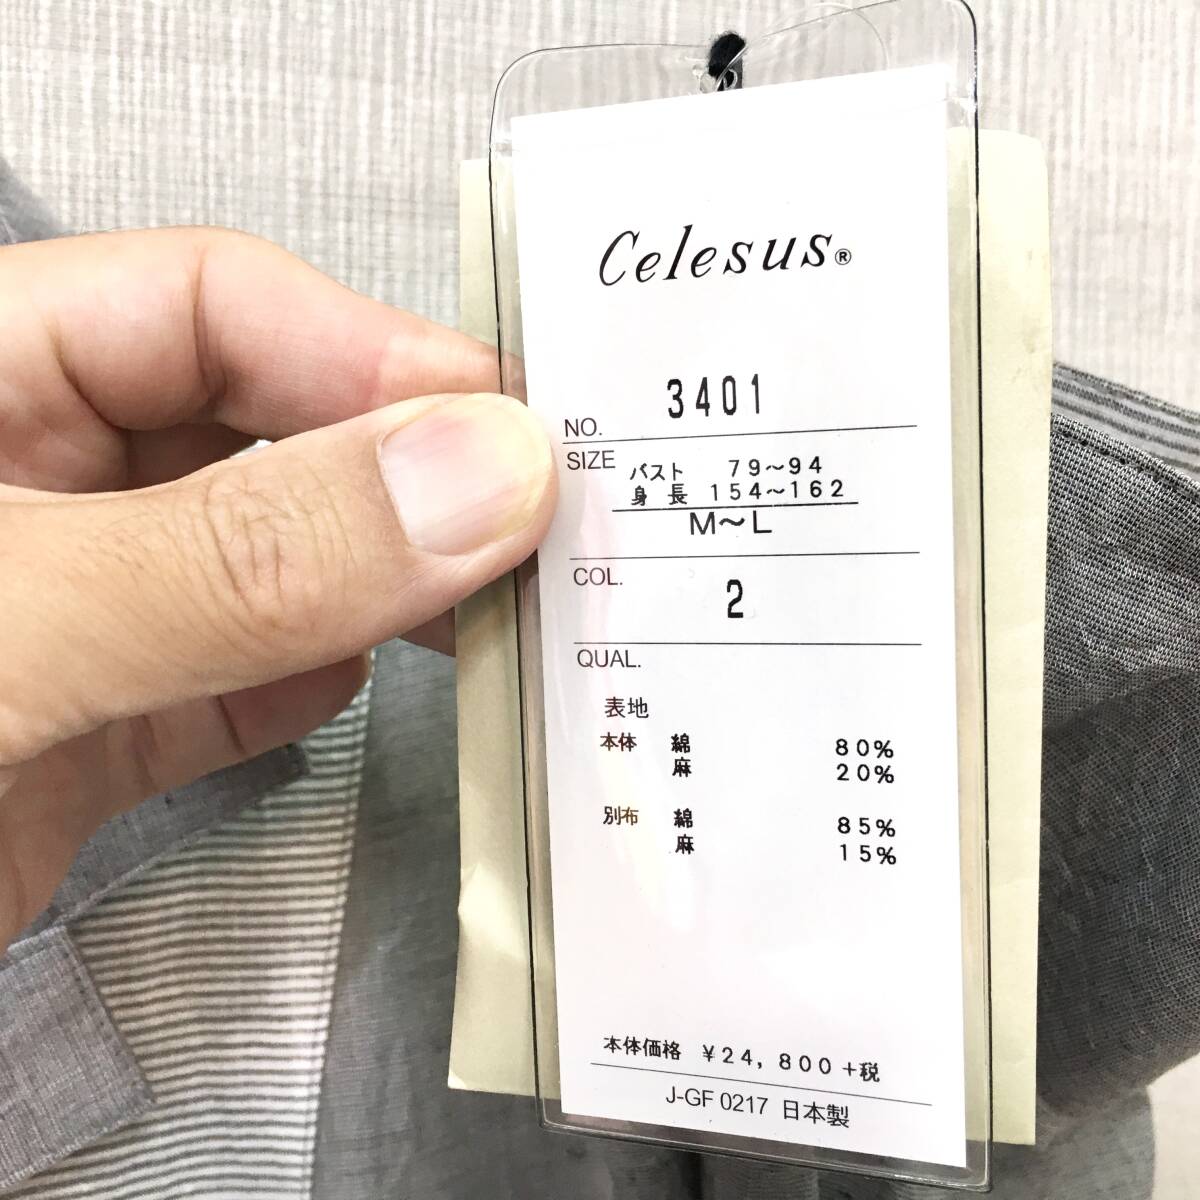 Celesus®
NO. 3401
SIZE バスト 79~94
身長 154~162
M~L
COL. 2
QUAL.
表地
本体 綿 80%
麻 20%
別布 綿 85%
麻 15%
本体価格 ¥24,800+税
J-GF 0217 日本製